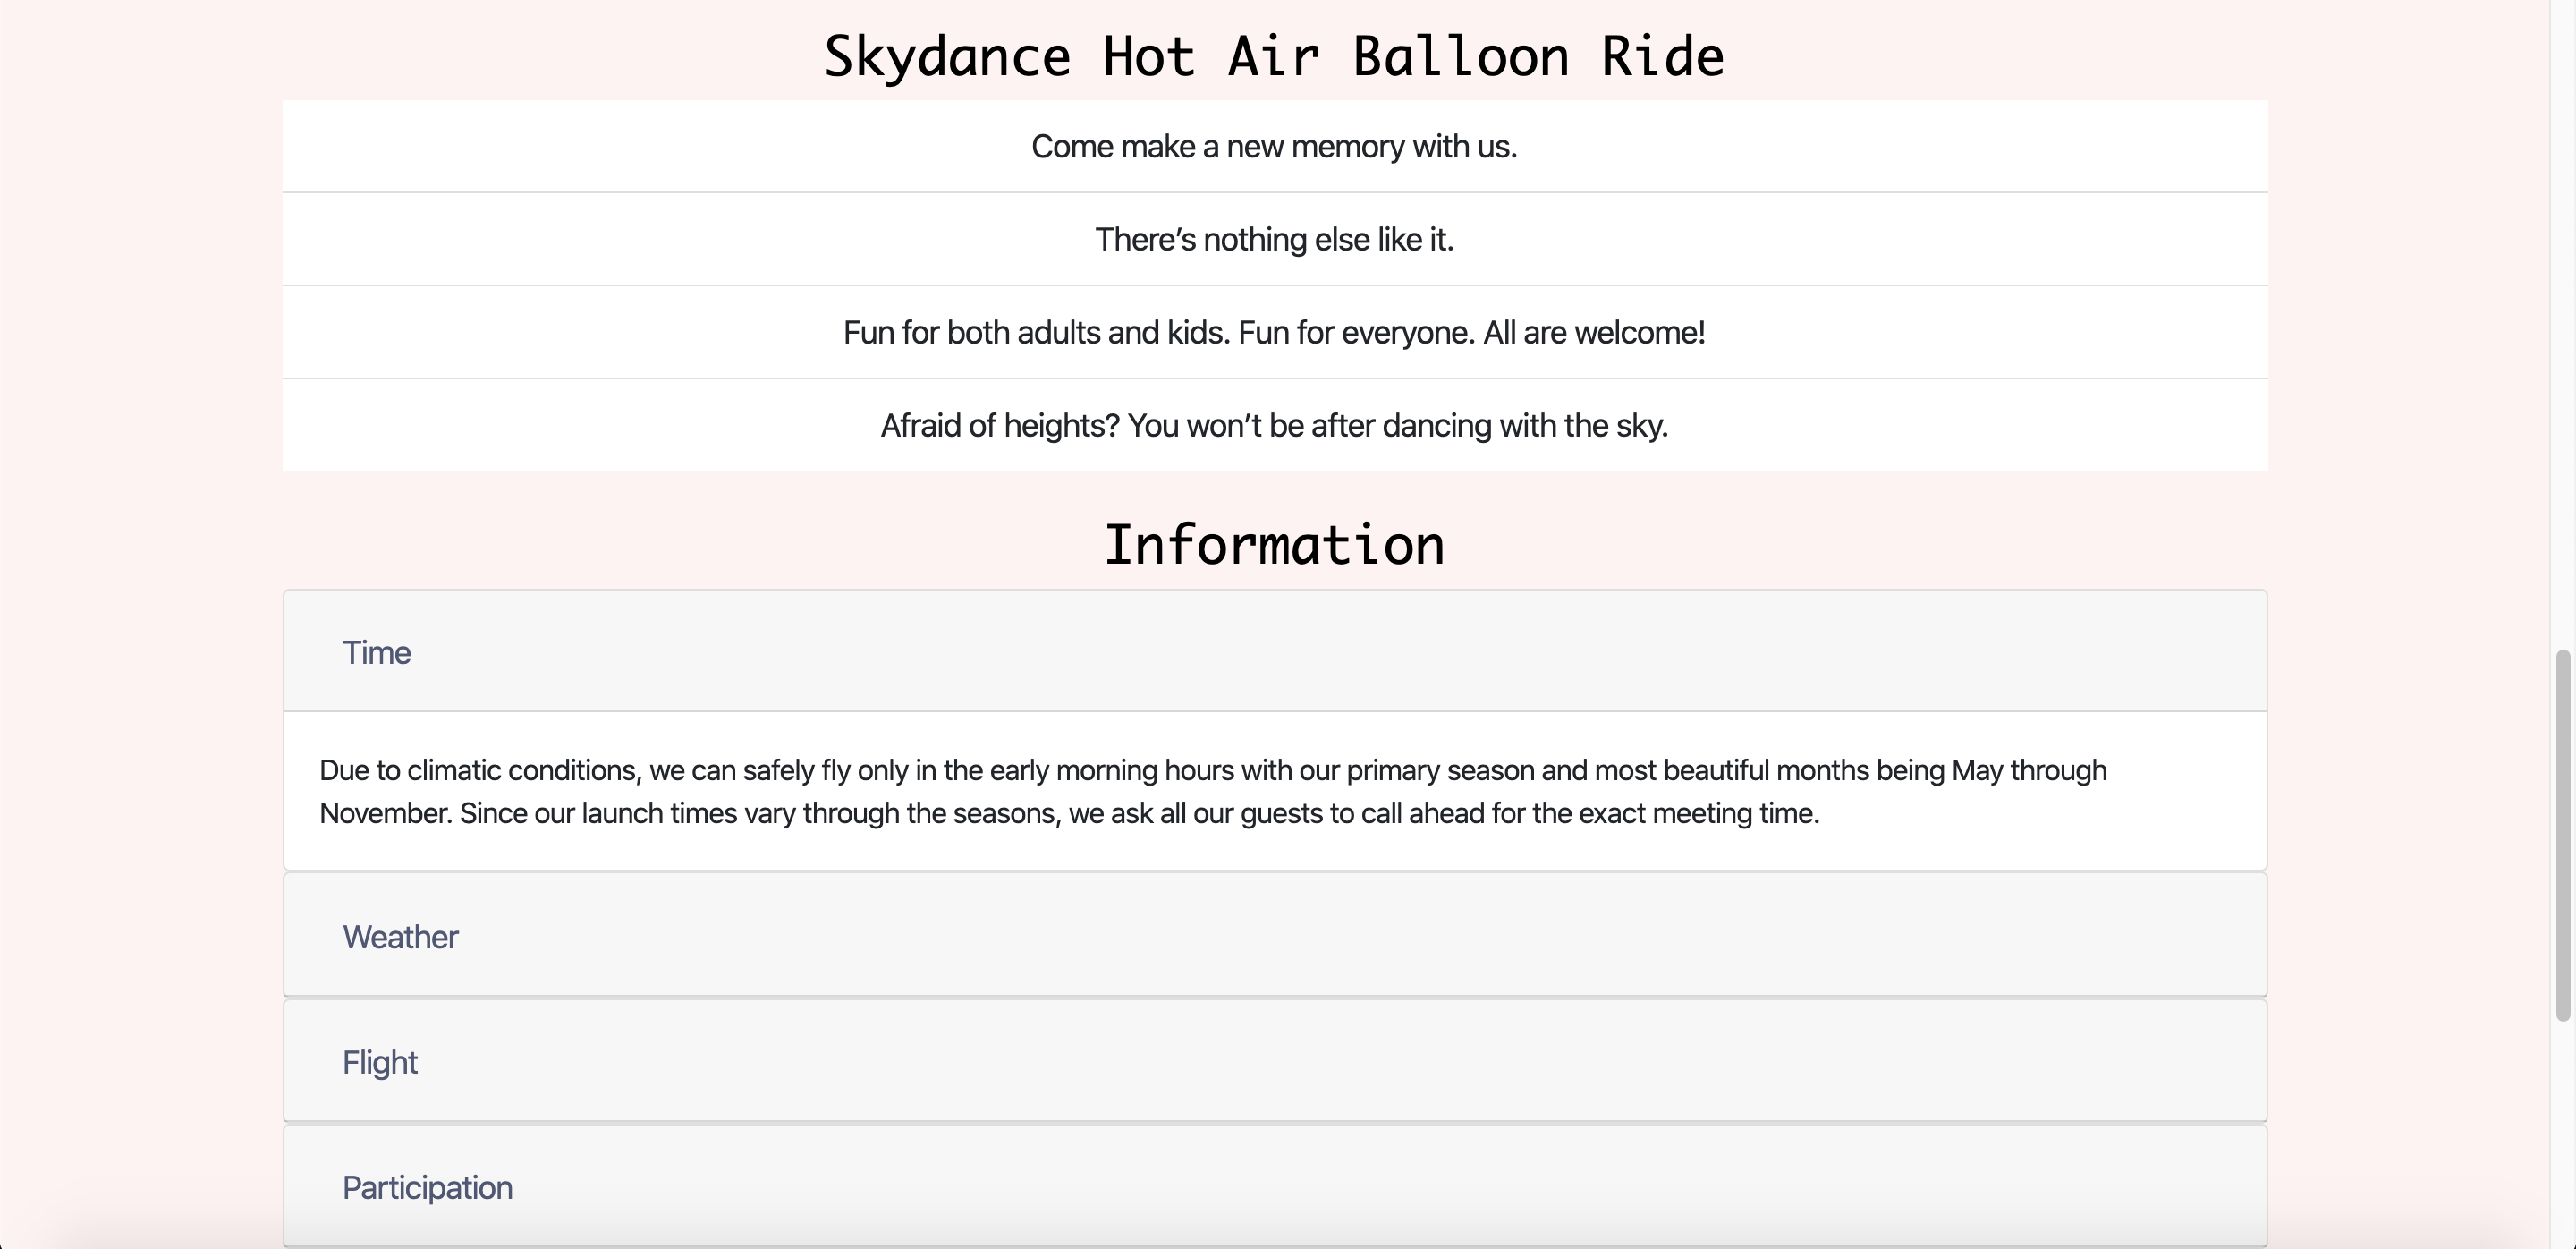 Skydance Hot Air Balloon Ride
Come make a new memory with us.
There’s nothing else like it.
Fun for both adults and kids. Fun for everyone. All are welcome!
Afraid of heights? You won’t be after dancing with the sky.
Information
Time
Due to climatic conditions, we can safely fly only in the early morning hours with our primary season and most beautiful months being May through
November. Since our launch times vary through the seasons, we ask all our guests to call ahead for the exact meeting time.
Weather
Flight
Participation